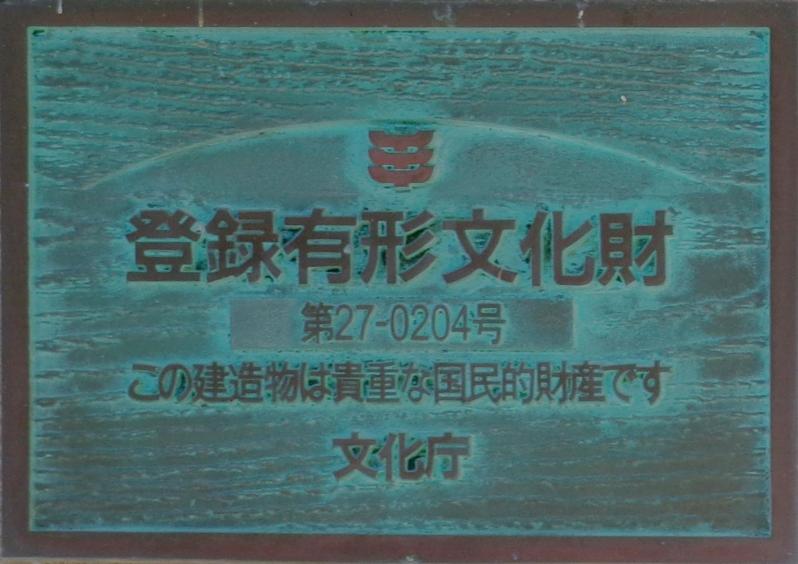 登録有形文化財
第27-0204号
この建造物は貴重な国民的財産です
文化庁